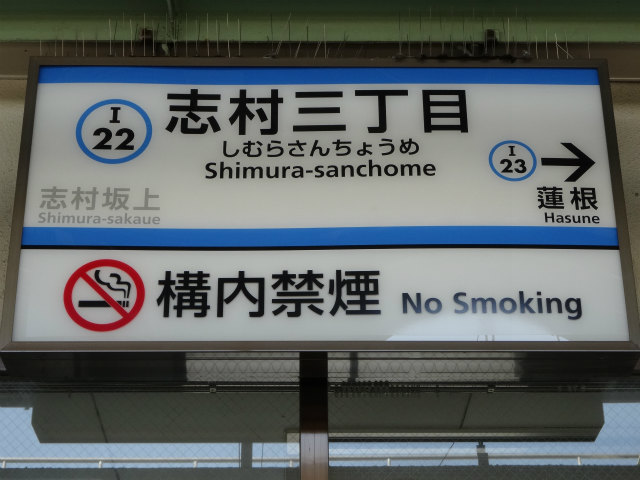 I
22
志村三丁目
しむらさんちょうめ
Shimura-sanchome
I
23
志村坂上
Shimura-sakaue
蓮根
Hasune
構内禁煙 No Smoking